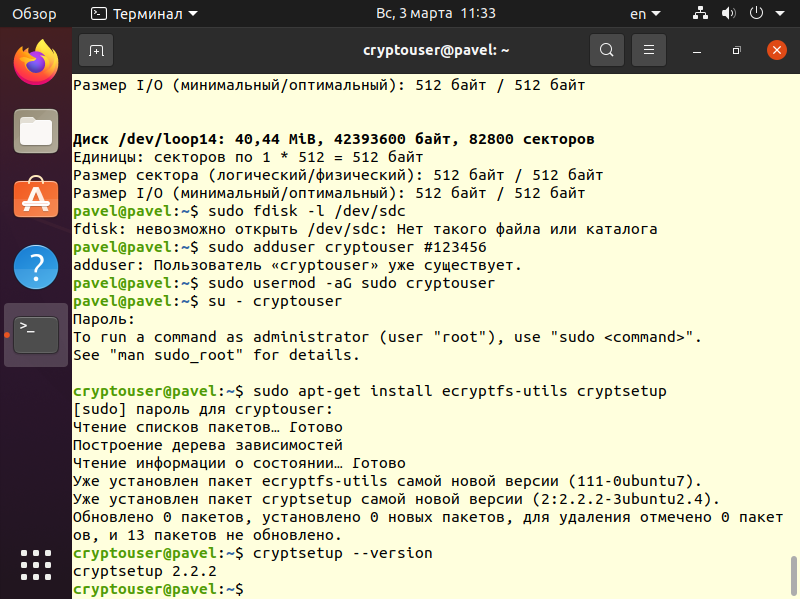 Обзор
Терминал
Вс, 3 марта 11:33
en
cryptouser@pavel: ~
Размер I/O (минимальный/оптимальный): 512 байт / 512 байт
Диск /dev/loop14: 40,44 MiB, 42393600 байт, 82800 секторов
Единицы: секторов по 1 * 512 = 512 байт
Размер сектора (логический/физический): 512 байт / 512 байт
Размер I/O (минимальный/оптимальный): 512 байт / 512 байт
pavel@pavel:~$ sudo fdisk -l /dev/sdc
fdisk: невозможно открыть /dev/sdc: Нет такого файла или каталога
pavel@pavel:~$ sudo adduser cryptouser #123456
adduser: Пользователь «cryptouser» уже существует.
pavel@pavel:~$ sudo usermod -aG sudo cryptouser
pavel@pavel:~$ su - cryptouser
Пароль:
To run a command as administrator (user "root"), use "sudo <command>".
See "man sudo_root" for details.
cryptouser@pavel:~$ sudo apt-get install ecryptfs-utils cryptsetup
[sudo] пароль для cryptouser:
Чтение списков пакетов… Готово
Построение дерева зависимостей
Чтение информации о состоянии… Готово
Уже установлен пакет ecryptfs-utils самой новой версии (111-0ubuntu7).
Уже установлен пакет cryptsetup самой новой версии (2:2.2.2-3ubuntu2.4).
Обновлено 0 пакетов, установлено 0 новых пакетов, для удаления отмечено 0 пакет
ов, и 13 пакетов не обновлено.
cryptouser@pavel:~$ cryptsetup --version
cryptsetup 2.2.2
cryptouser@pavel:~$